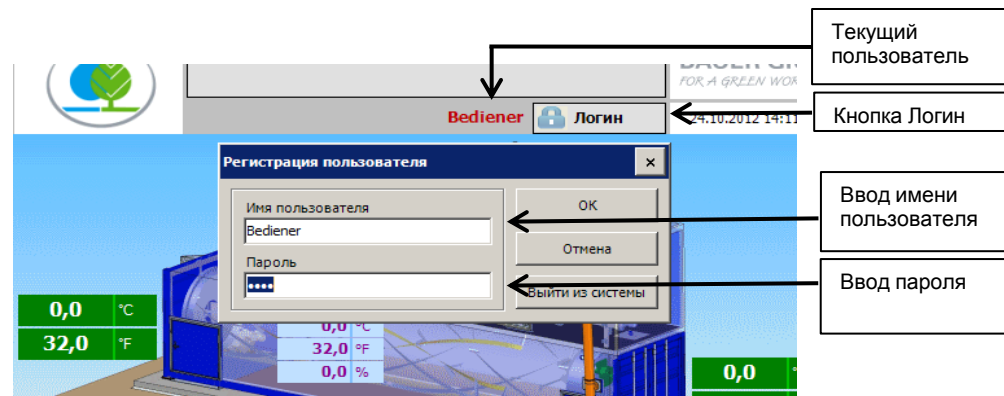 Текущий
пользователь
FOR A GREEN WOR
Bediener
Логин
24.10.2012 14:11
Кнопка Логин
Регистрация пользователя
Имя пользователя
Bediener
Пароль
OK
Отмена
Выйти из системы
Ввод имени
пользователя
Ввод пароля
0,0 °C
32,0 °F
0,0 °C
32,0 °F
0,0 %
0,0